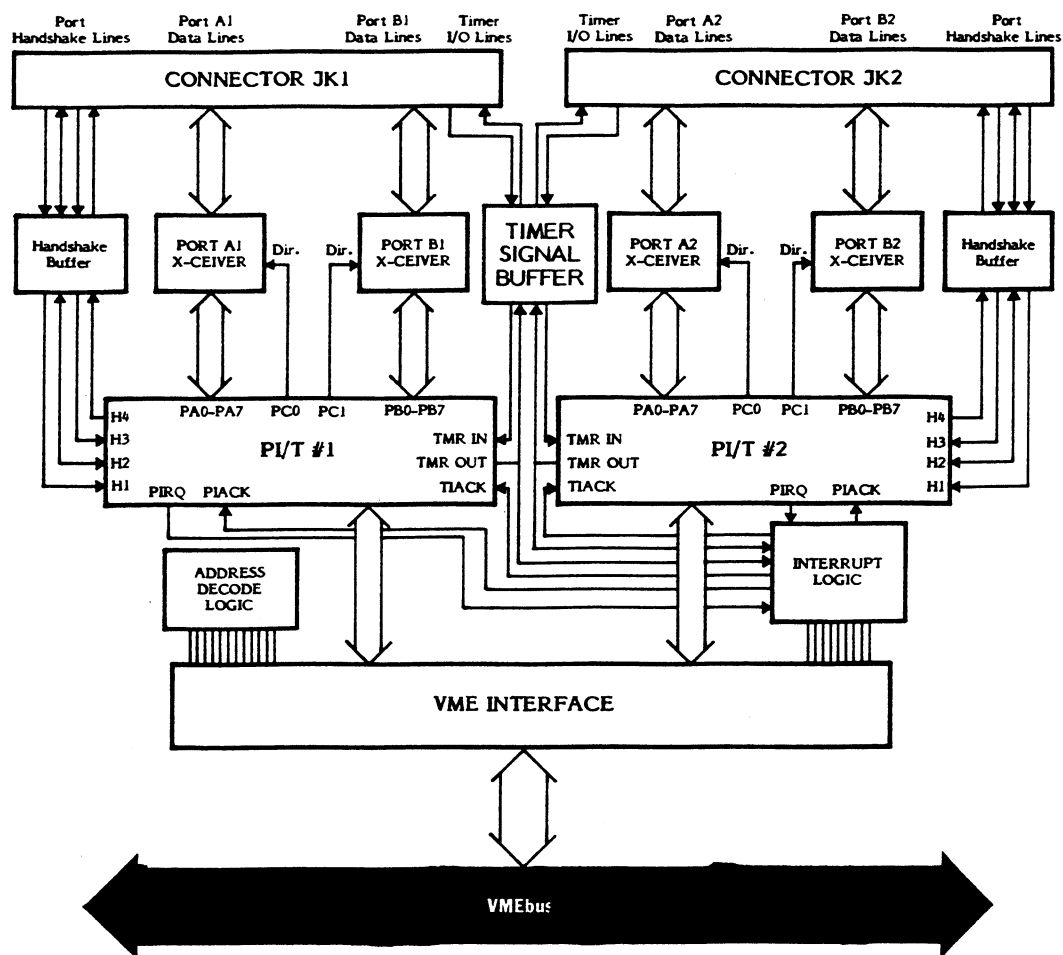 Port Handshake Lines
Port A1 Data Lines
Port B1 Data Lines
Timer I/O Lines
Timer I/O Lines
Port A2 Data Lines
Port B2 Data Lines
Port Handshake Lines
CONNECTOR JK1
CONNECTOR JK2
Handshake Buffer
PORT A1 X-CEIVER
Dir.
Dir.
PORT B1 X-CEIVER
TIMER SIGNAL BUFFER
PORT A2 X-CEIVER
Dir.
Dir.
PORT B2 X-CEIVER
Handshake Buffer
PA0-PA7
PC0
PC1
PB0-PB7
H4
H3
H2
H1
PI/T #1
TMR IN
TMR OUT
TIACK
PIRQ
PIACK
PA0-PA7
PC0
PC1
PB0-PB7
TMR IN
TMR OUT
TIACK
PI/T #2
H4
H3
H2
H1
PIRQ
PIACK
ADDRESS DECODE LOGIC
INTERRUPT LOGIC
VME INTERFACE
VMEbus